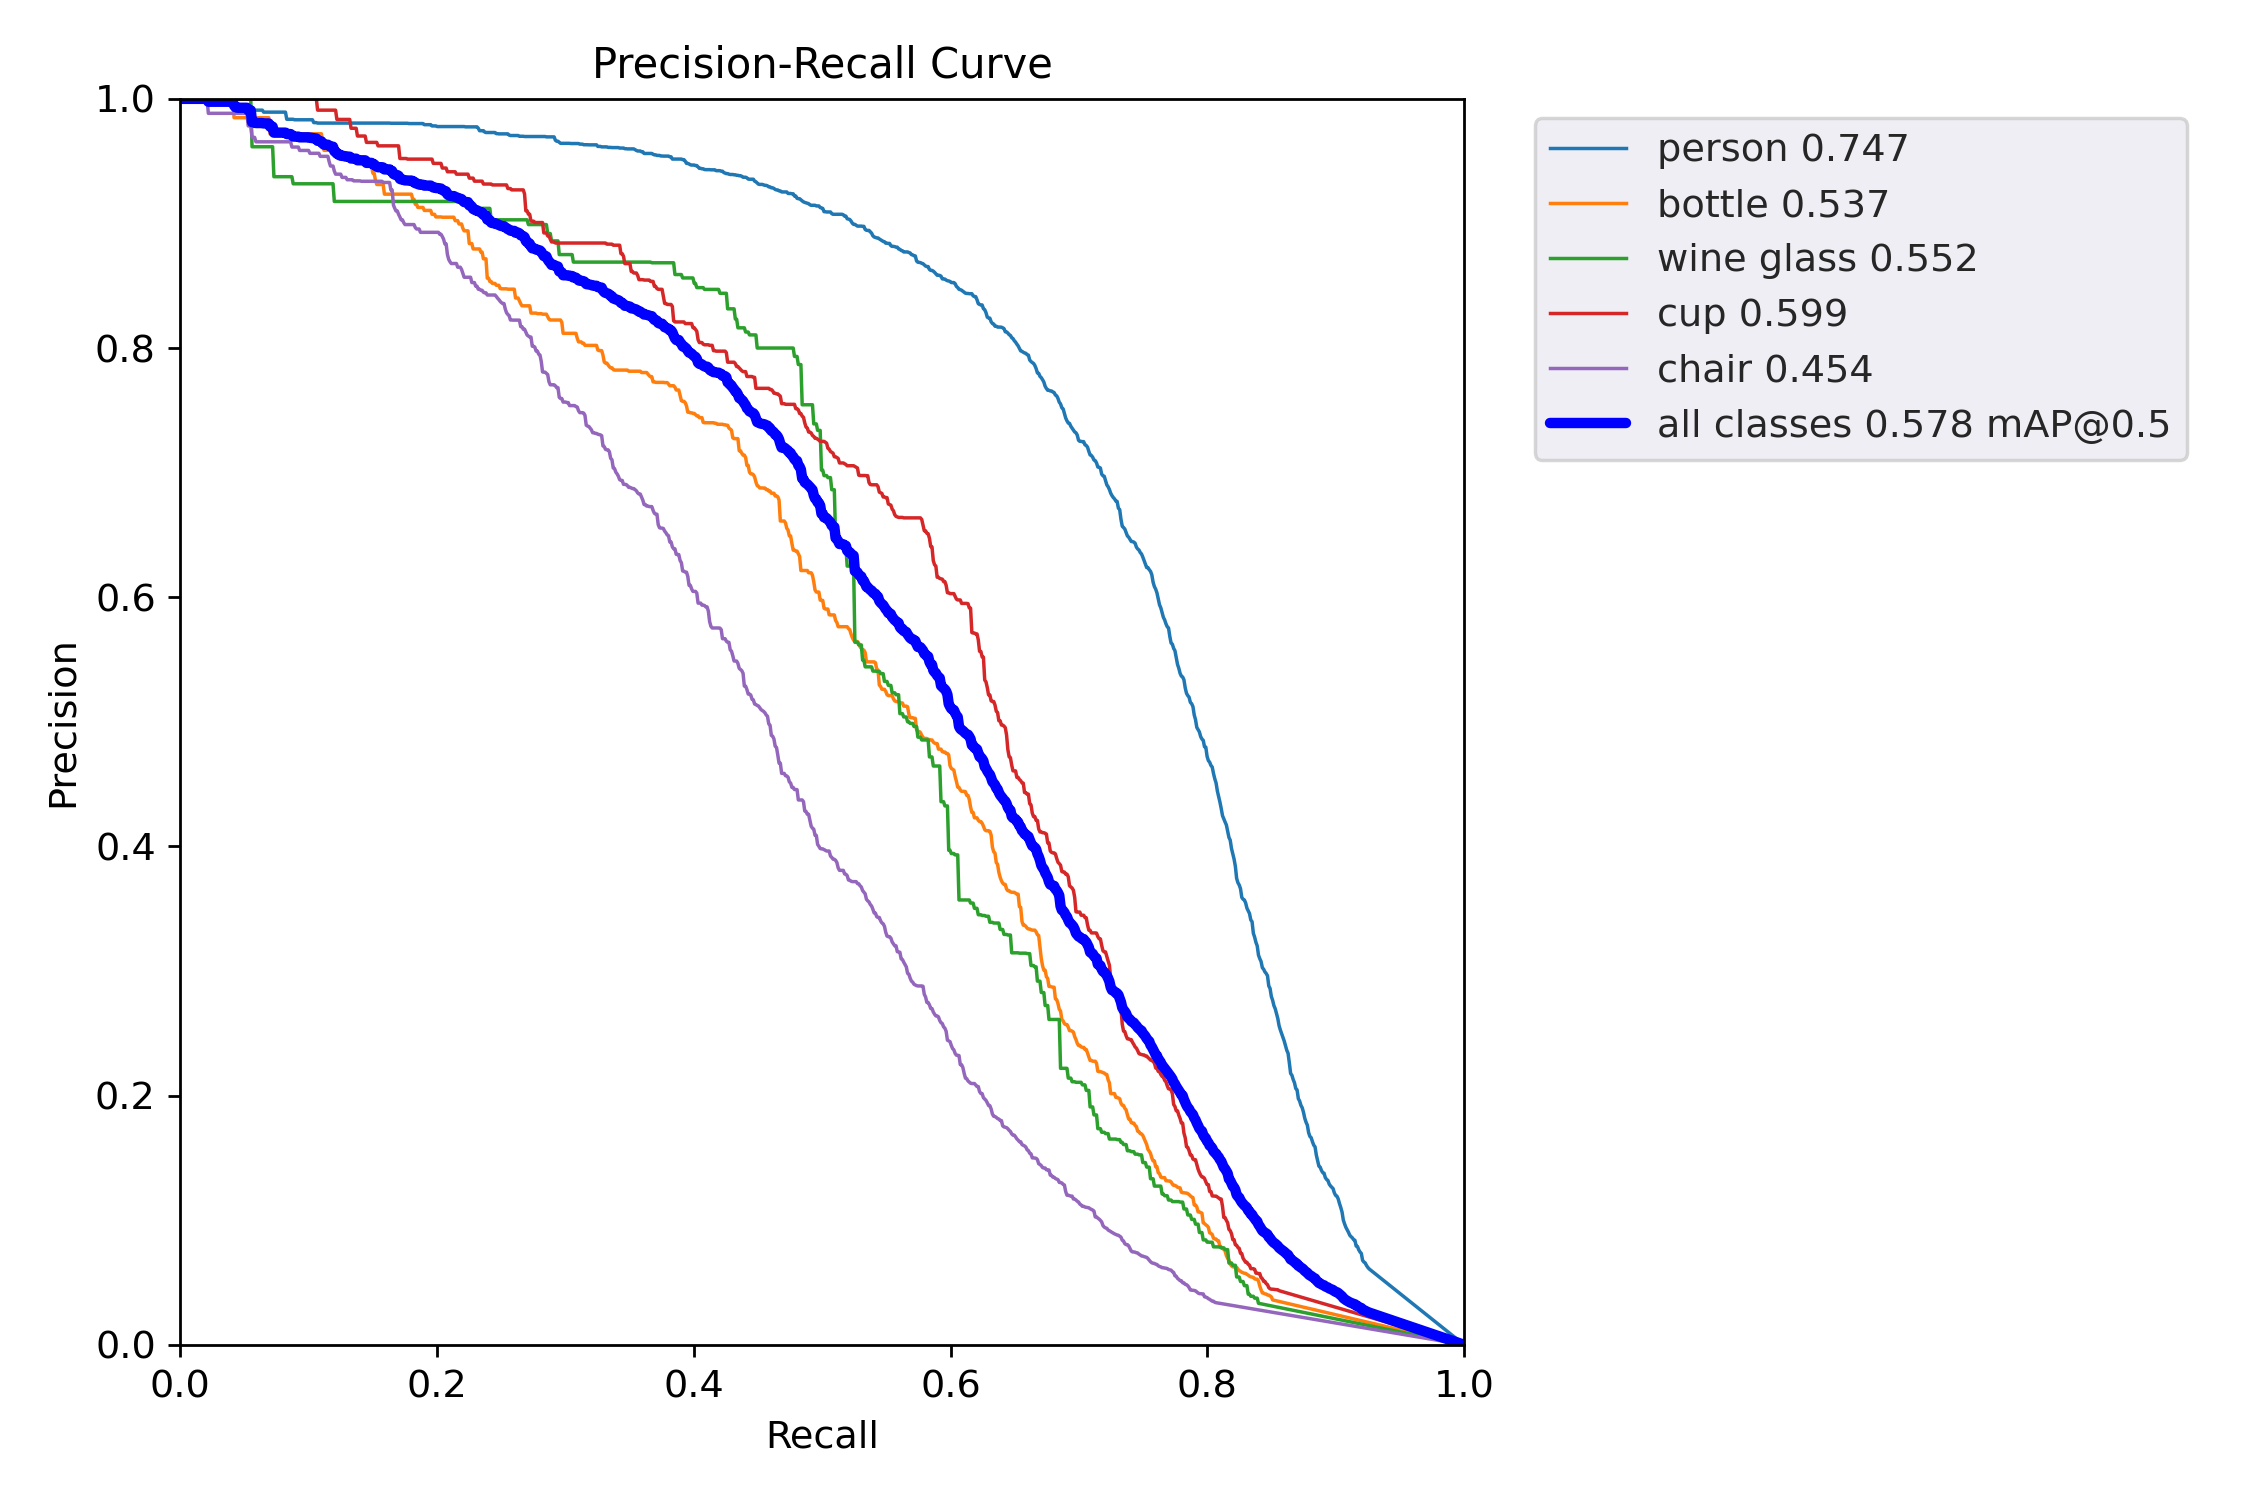 Precision-Recall Curve
1.0
0.8
0.6
0.4
0.2
0.0
Precision
0.0 0.2 0.4 0.6 0.8 1.0
Recall
person 0.747
bottle 0.537
wine glass 0.552
cup 0.599
chair 0.454
all classes 0.578 mAP@0.5